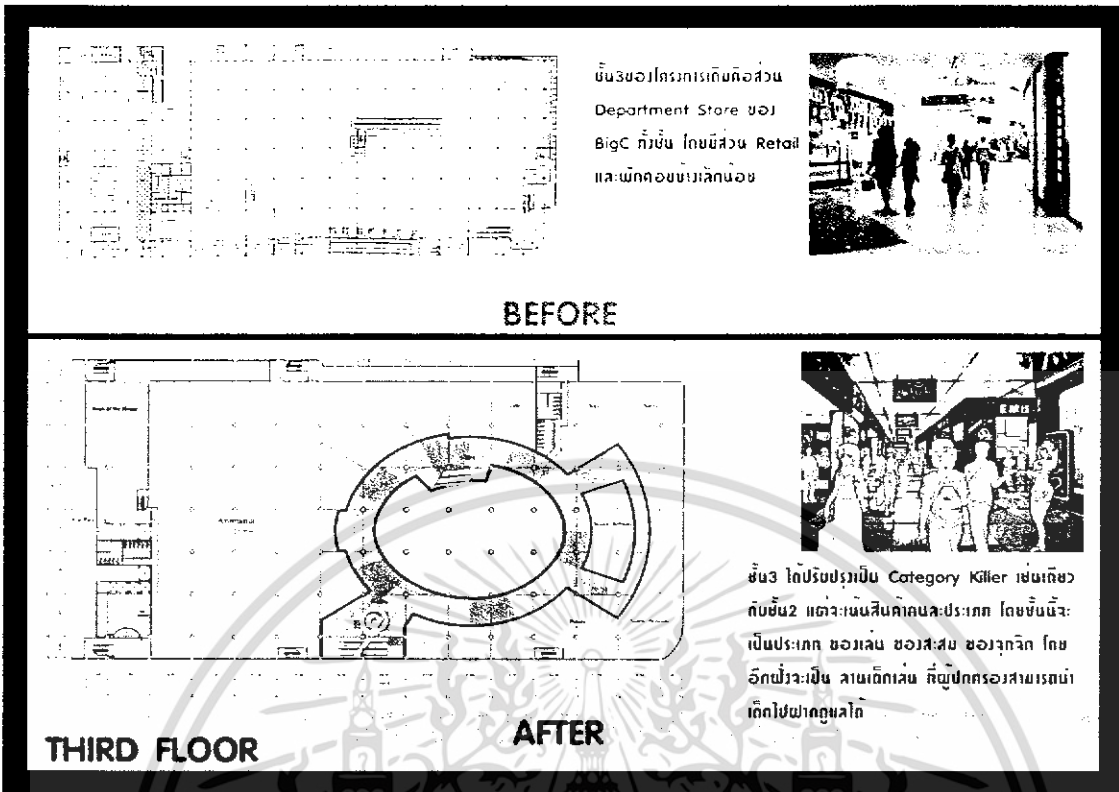 ชั้น3ของโครงการเดิมคือส่วน
Department Store ของ
BigC ทั้งชั้น โดยมีส่วน Retail
และพักคอยบ้างเล็กน้อย
BEFORE
ชั้น3 ได้ปรับปรุงเป็น Category Killer เช่นเดียว
กับชั้น2 แต่จะเน้นสินค้าคนละประเภท โดยชั้นนี้จะ
เป็นประเภท ของเล่น ของสะสม ของจุกจิก โดย
อีกฝั่งจะเป็น ลานเด็กเล่น ที่ผู้ปกครองสามารถนำ
เด็กไปฝากดูแลได้
AFTER
THIRD FLOOR